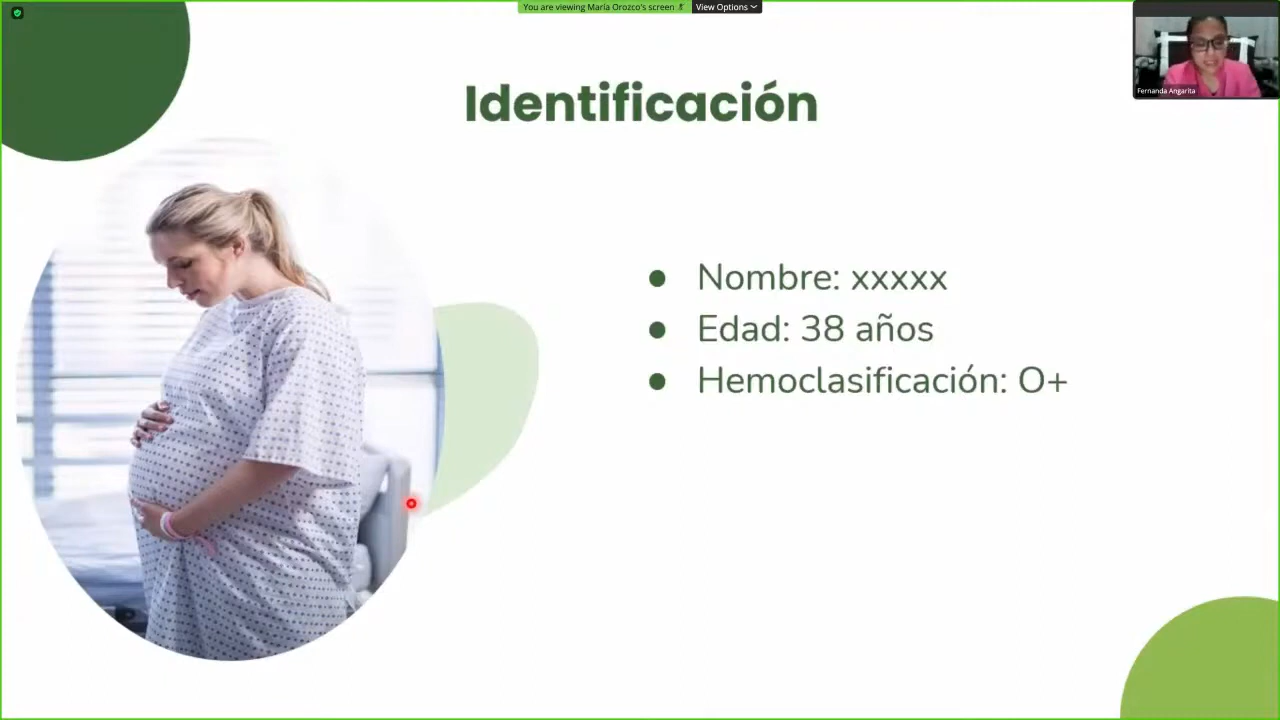 You are viewing María Orozco's screen
View Options
Fernanda Angarita
Identificación
Nombre: xxxxx
Edad: 38 años
Hemoclasificación: O+